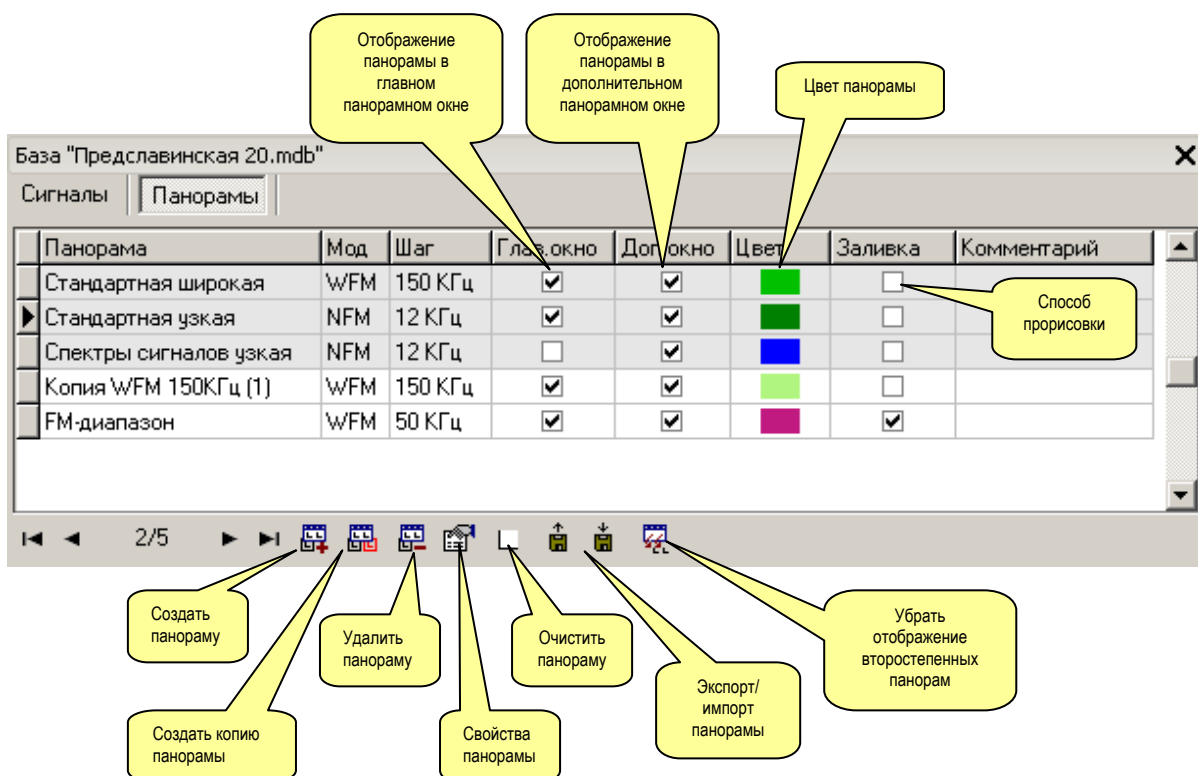 Отображение
панорамы в
главном
панорамном окне
Отображение
панорамы в
дополнительном
панорамном окне
Цвет панорамы
База "Предславинская 20.mdb"
Сигналы Панорамы
Панорама Мод Шаг Глав.окно Доп.окно Цвет Заливка Комментарий
Стандартная широкая WFM 150 КГц
Стандартная узкая NFM 12 КГц
Спектры сигналов узкая NFM 12 КГц
Копия WFM 150КГц (1) WFM 150 КГц
FM-диапазон WFM 50 КГц
Способ
прорисовки
2/5
Создать
панораму
Удалить
панораму
Очистить
панораму
Убрать
отображение
второстепенных
панорам
Экспорт/
импорт
панорамы
Создать копию
панорамы
Свойства
панорамы